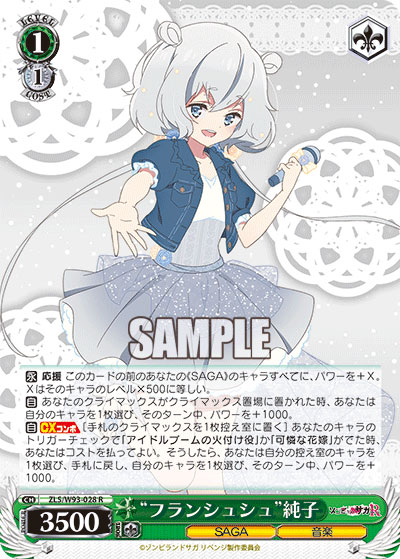 LEVEL
1
1
COST
SAMPLE
永 応援 このカードの前のあなたの《SAGA》のキャラすべてに、パワーを＋X。
Xはそのキャラのレベル×500に等しい。
自 あなたのクライマックスがクライマックス置場に置かれた時、あなたは
自分のキャラを1枚選び、そのターン中、パワーを＋1000。
自 CXコンボ [手札のクライマックスを1枚控え室に置く] あなたのキャラの
トリガーチェックで「アイドルブームの火付け役」か「可憐な花嫁」がでた時、
あなたはコストを払ってよい。そうしたら、あなたは自分の控え室のキャラ
を1枚選び、手札に戻し、自分のキャラを1枚選び、そのターン中、パワーを
＋1000。
CH ZLS/W93-028 R
3500
“フランシュシュ”純子
ゾンビランドサガR
SAGA
音楽
©ゾンビランドサガ リベンジ製作委員会